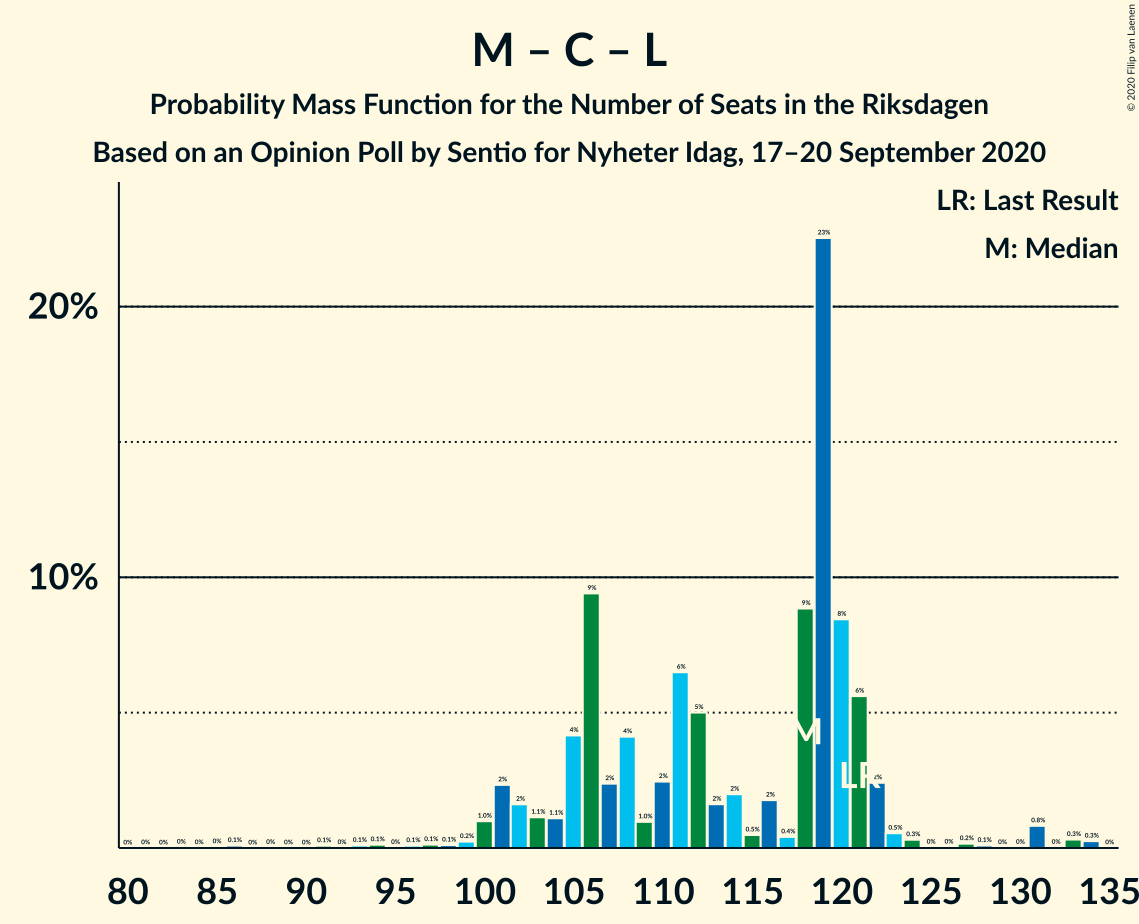 M – C – L
Probability Mass Function for the Number of Seats in the Riksdagen
Based on an Opinion Poll by Sentio for Nyheter Idag, 17–20 September 2020
© 2020 Filip van Laenen
LR: Last Result
M: Median
20%
10%
0% 0% 0% 0% 0% 0% 0.1% 0% 0% 0% 0% 0.1% 0% 0.1% 0.1% 0% 0.1% 0.1% 0.1% 0.2% 1.0% 2% 2% 1.1% 1.1% 4% 9% 2% 4% 1.0% 2% 6% 5% 2% 2% 0.5% 2% 0.4% 9% 23% 8% 6% 2% 0.5% 0.3% 0% 0% 0.2% 0.1% 0% 0% 0.8% 0% 0.3% 0.3% 0%
M
LR
80 85 90 95 100 105 110 115 120 125 130 135